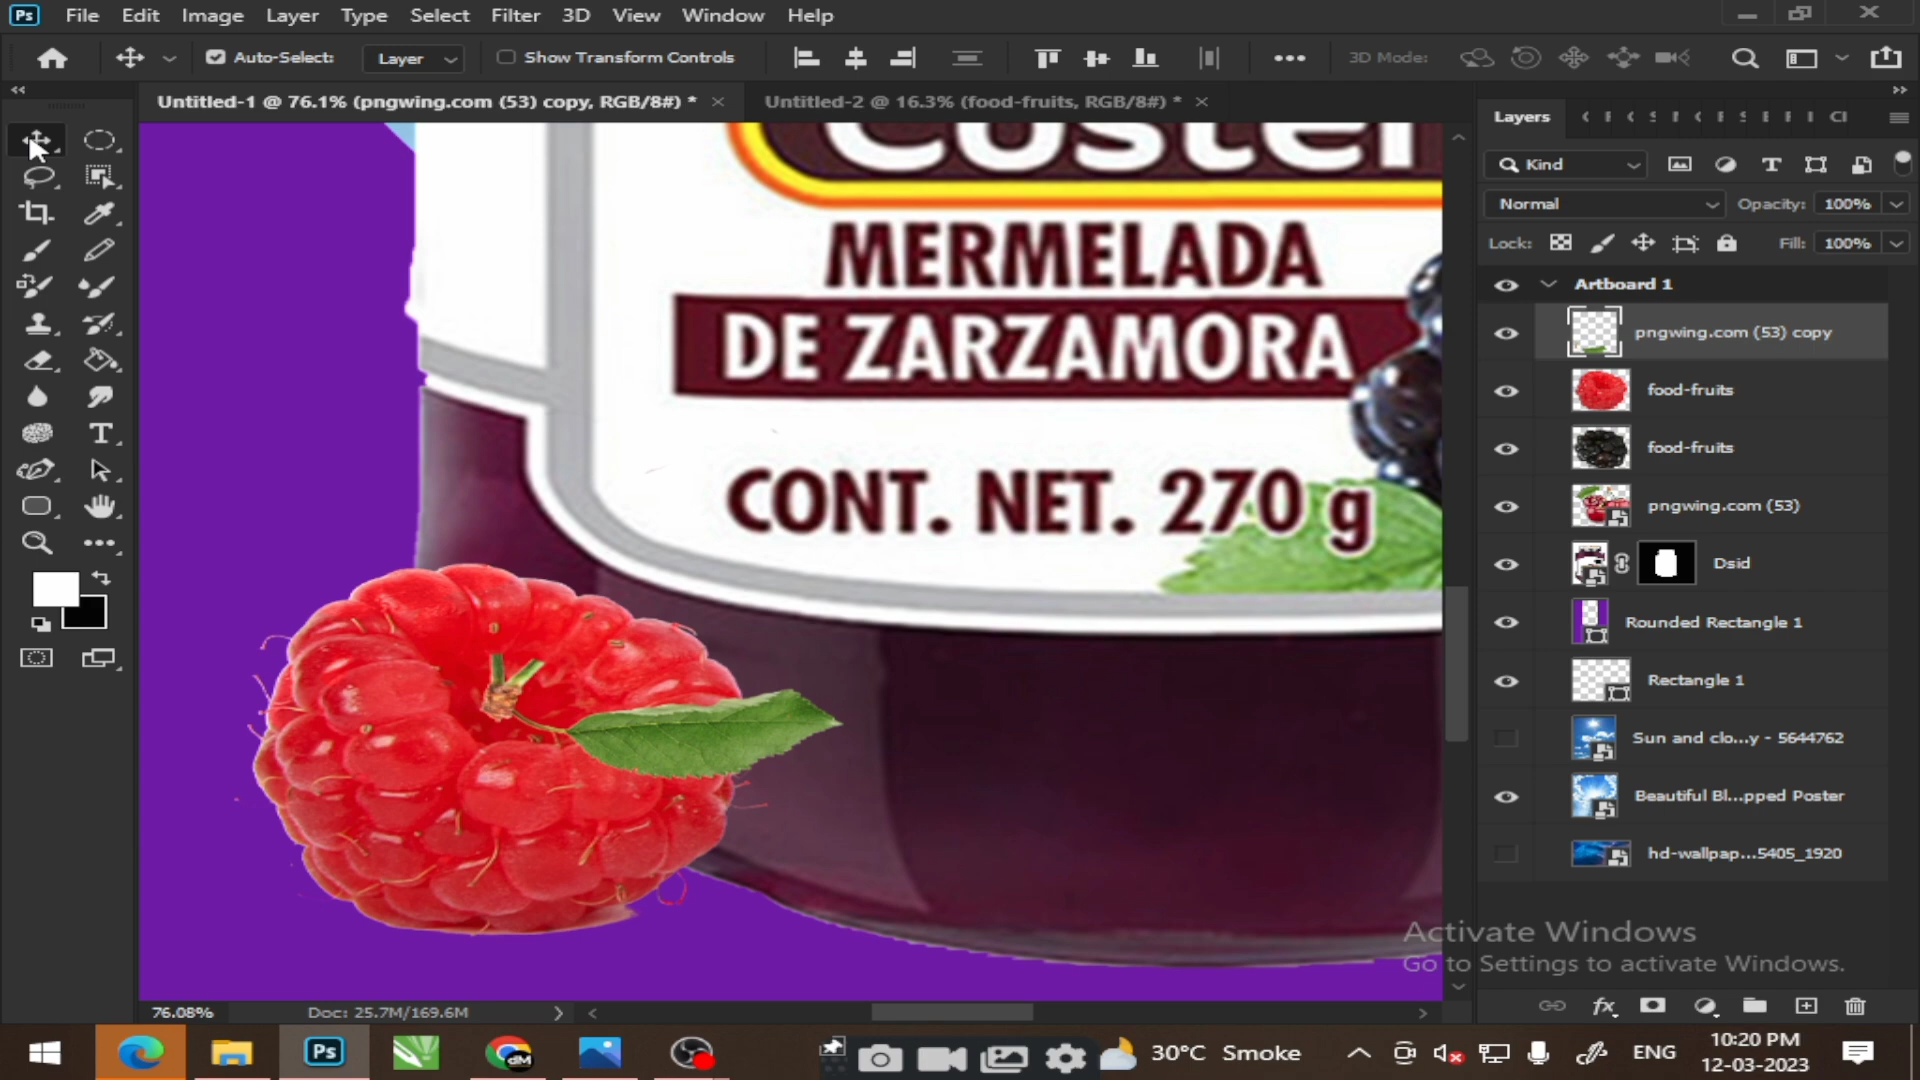 Ps File Edit Image Layer Type Select Filter 3D View Window Help
Auto-Select: Layer Show Transform Controls 3D Mode:
Untitled-1 @ 76.1% (pngwing.com (53) copy, RGB/8#) * Untitled-2 @ 16.3% (food-fruits, RGB/8#) *
Layers
Kind
Normal Opacity: 100%
Lock: Fill: 100%
Artboard 1
pngwing.com (53) copy
food-fruits
food-fruits
pngwing.com (53)
Dsid
Rounded Rectangle 1
Rectangle 1
Sun and clo...y - 5644762
Beautiful Bl...pped Poster
hd-wallpap...5405_1920
MERMELADA
DE ZARZAMORA
CONT. NET. 270 g
Activate Windows
Go to Settings to activate Windows.
76.08% Doc: 25.7M/169.6M
Ps
30°C Smoke
ENG
10:20 PM
12-03-2023